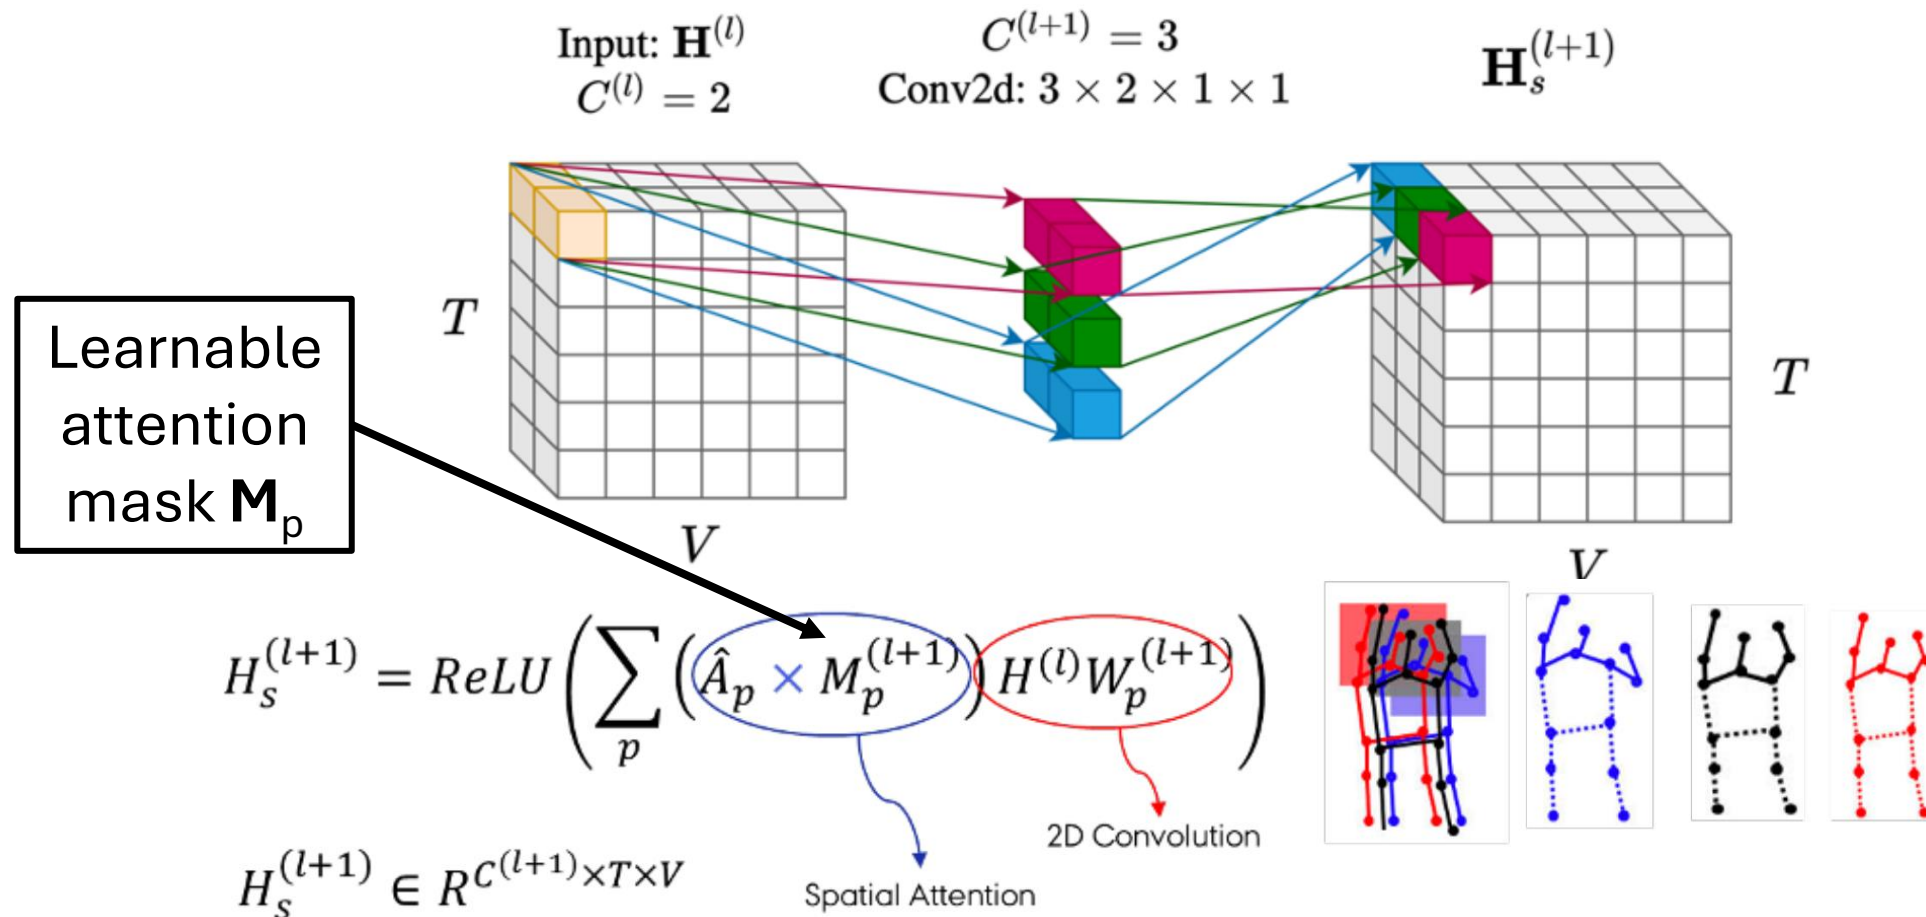 Input: H^{(l)}
C^{(l)} = 2
C^{(l+1)} = 3
Conv2d: 3 × 2 × 1 × 1
H_s^{(l+1)}
T
V
T
V
Learnable
attention
mask M_p
H_s^{(l+1)} = ReLU(∑_p((Â_p × M_p^{(l+1)}) H^{(l)}W_p^{(l+1)}))
2D Convolution
Spatial Attention
H_s^{(l+1)} ∈ R^{C^{(l+1)}×T×V}